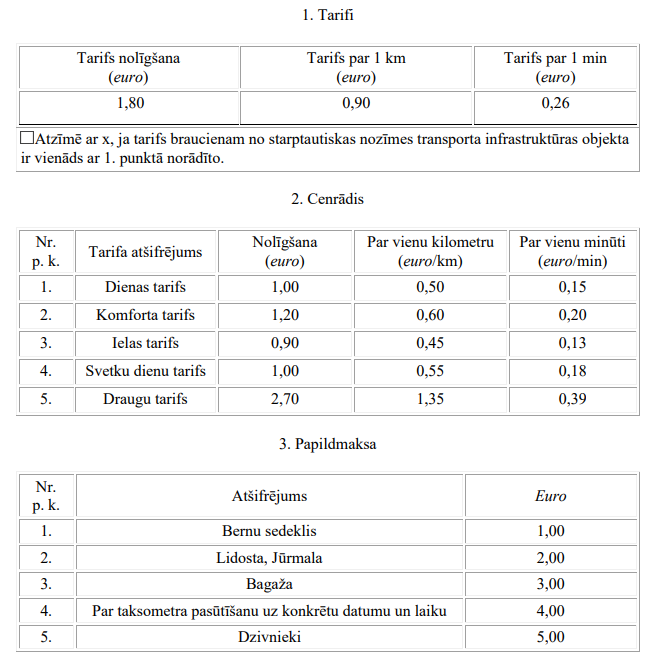 1. Tarifi
Tarifs nolīgšana
(euro)
Tarifs par 1 km
(euro)
Tarifs par 1 min
(euro)
1,80
0,90
0,26
Atzīmē ar x, ja tarifs braucienam no starptautiskas nozīmes transporta infrastruktūras objekta
ir vienāds ar 1. punktā norādīto.
2. Cenrādis
Nr.
p. k.
Tarifa atšifrējums
Nolīgšana
(euro)
Par vienu kilometru
(euro/km)
Par vienu minūti
(euro/min)
1. Dienas tarifs 1,00 0,50 0,15
2. Komforta tarifs 1,20 0,60 0,20
3. Ielas tarifs 0,90 0,45 0,13
4. Svetku dienu tarifs 1,00 0,55 0,18
5. Draugu tarifs 2,70 1,35 0,39
3. Papildmaksa
Nr.
p. k.
Atšifrējums
Euro
1. Bernu sedeklis 1,00
2. Lidosta, Jūrmala 2,00
3. Bagaža 3,00
4. Par taksometra pasūtīšanu uz konkrētu datumu un laiku 4,00
5. Dzivnieki 5,00